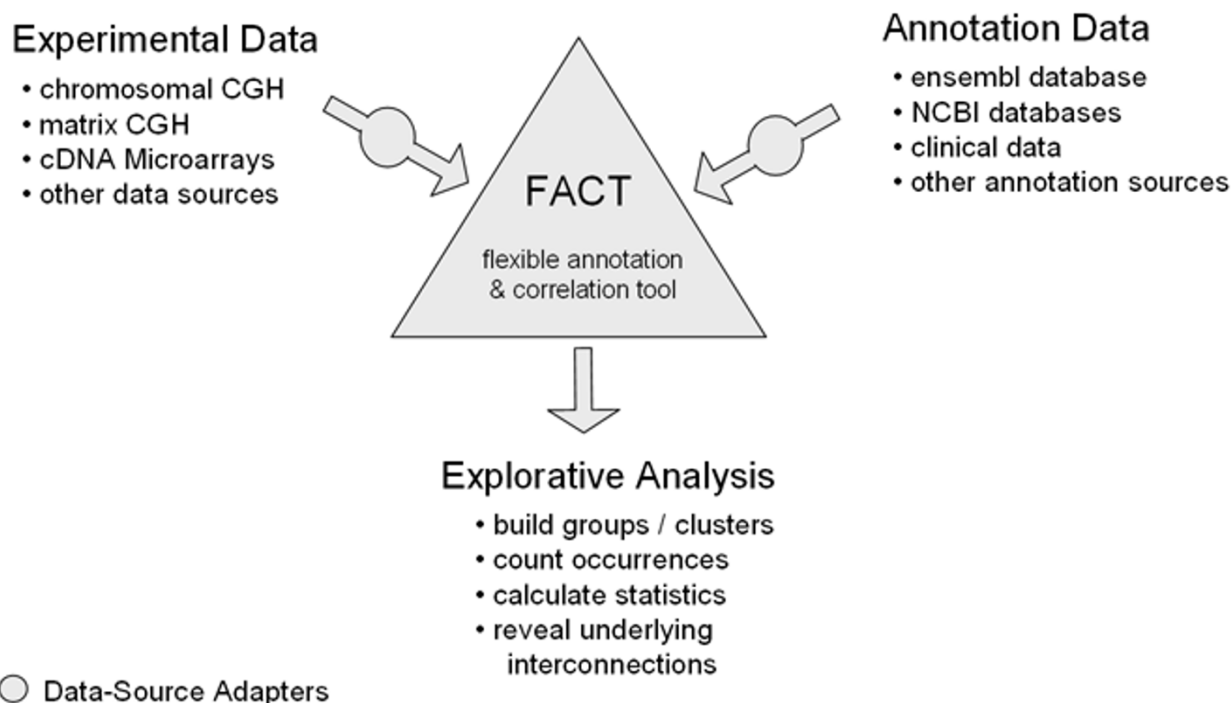 Experimental Data
• chromosomal CGH
• matrix CGH
• cDNA Microarrays
• other data sources
Annotation Data
• ensembl database
• NCBI databases
• clinical data
• other annotation sources
FACT
flexible annotation
& correlation tool
Explorative Analysis
• build groups / clusters
• count occurrences
• calculate statistics
• reveal underlying
interconnections
Data-Source Adapters